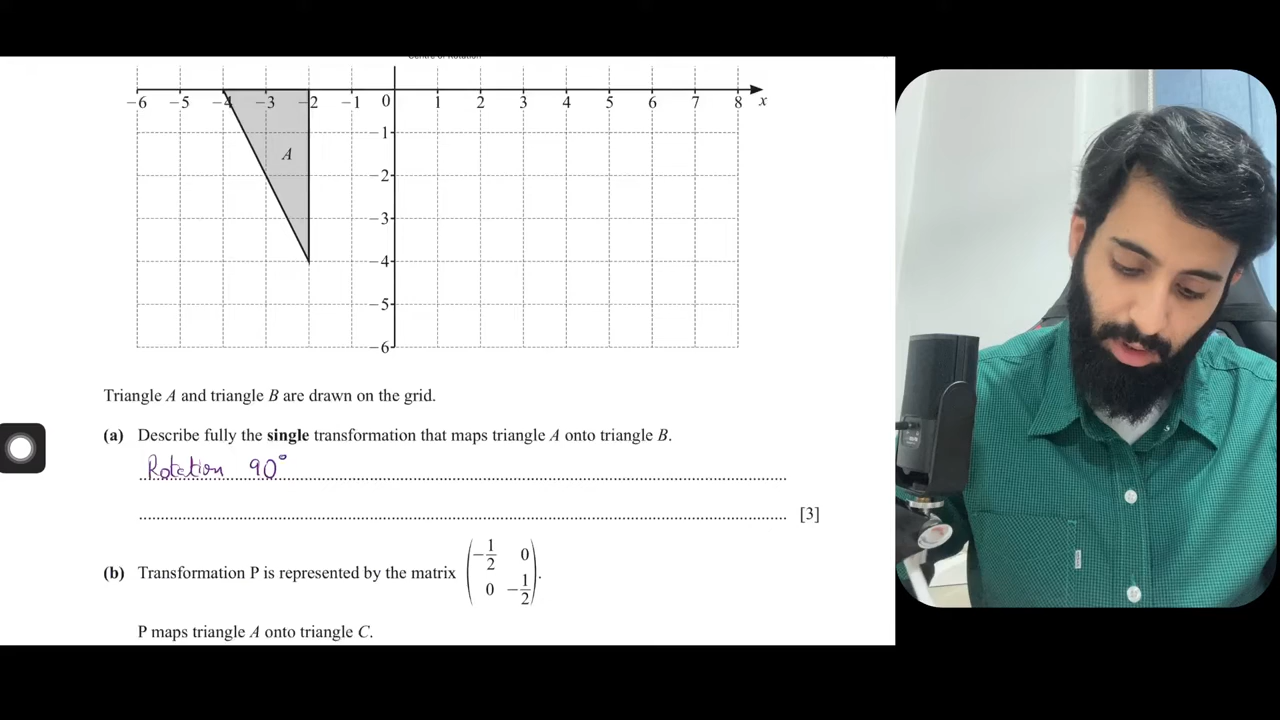 Centre of Rotation
-6 -5 -4 -3 -2 -1 0 1 2 3 4 5 6 7 8 x
-1
A
-2
-3
-4
-5
-6
Triangle A and triangle B are drawn on the grid.
(a) Describe fully the single transformation that maps triangle A onto triangle B.
Rotation 90°
[3]
(b) Transformation P is represented by the matrix (-1/2 0 0 -1/2).
P maps triangle A onto triangle C.